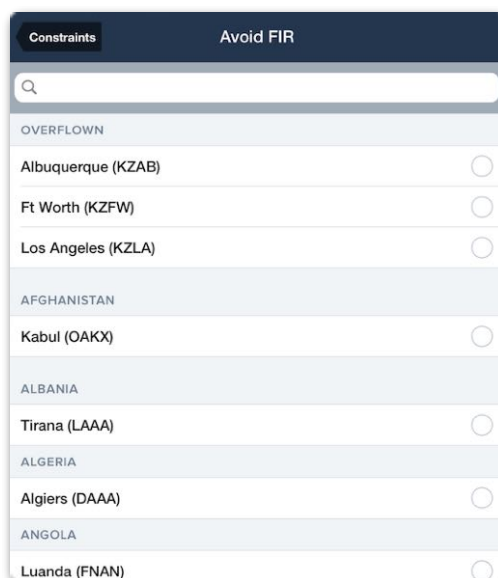 Constraints
Avoid FIR
OVERFLOWN
Albuquerque (KZAB)
Ft Worth (KZFW)
Los Angeles (KZLA)
AFGHANISTAN
Kabul (OAKX)
ALBANIA
Tirana (LAAA)
ALGERIA
Algiers (DAAA)
ANGOLA
Luanda (FNAN)